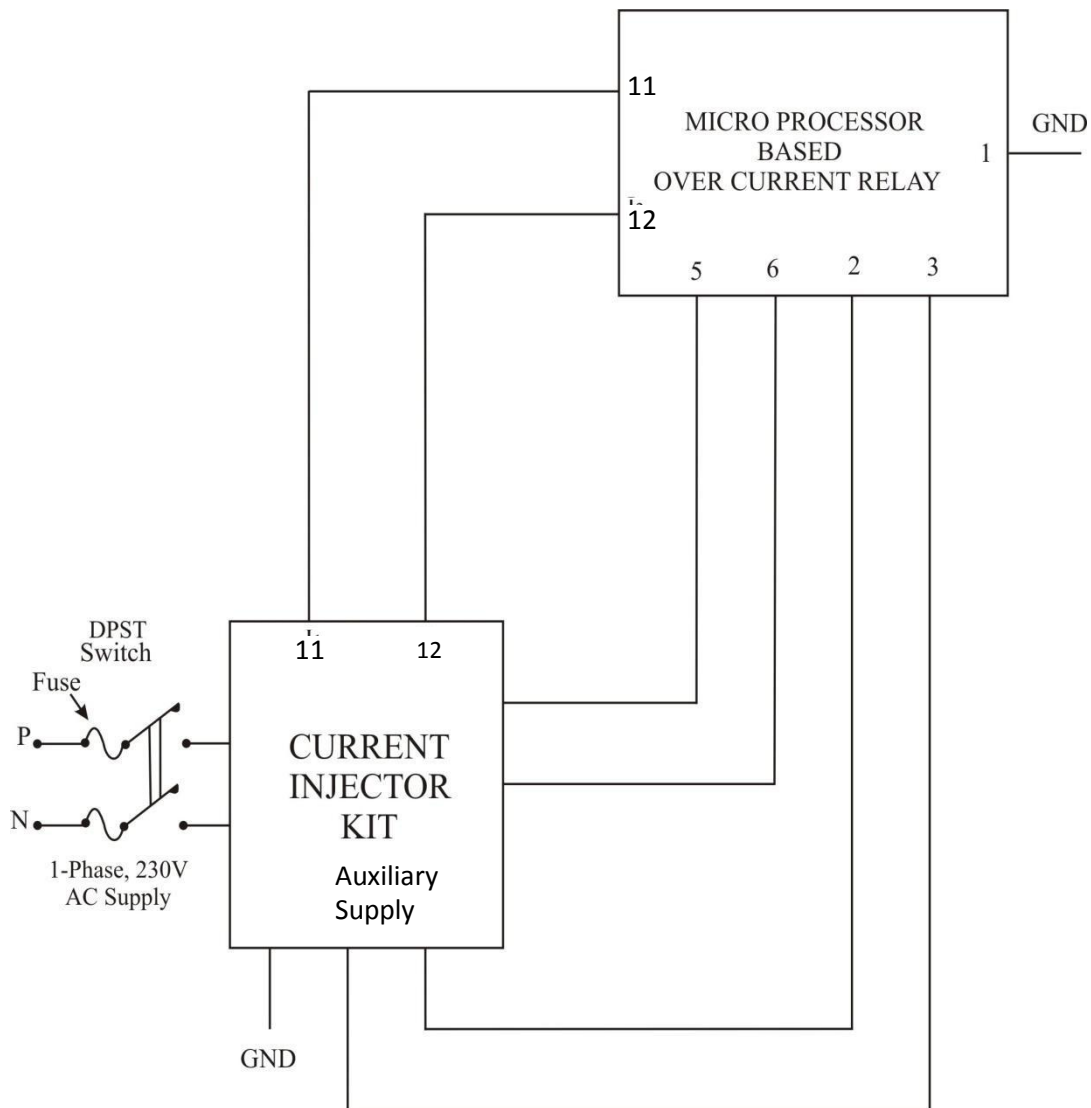 11
MICRO PROCESSOR
BASED
OVER CURRENT RELAY
1
GND
12
5 6 2 3
DPST
Switch
Fuse
P
N
1-Phase, 230V
AC Supply
11 12
CURRENT
INJECTOR
KIT
Auxiliary
Supply
GND